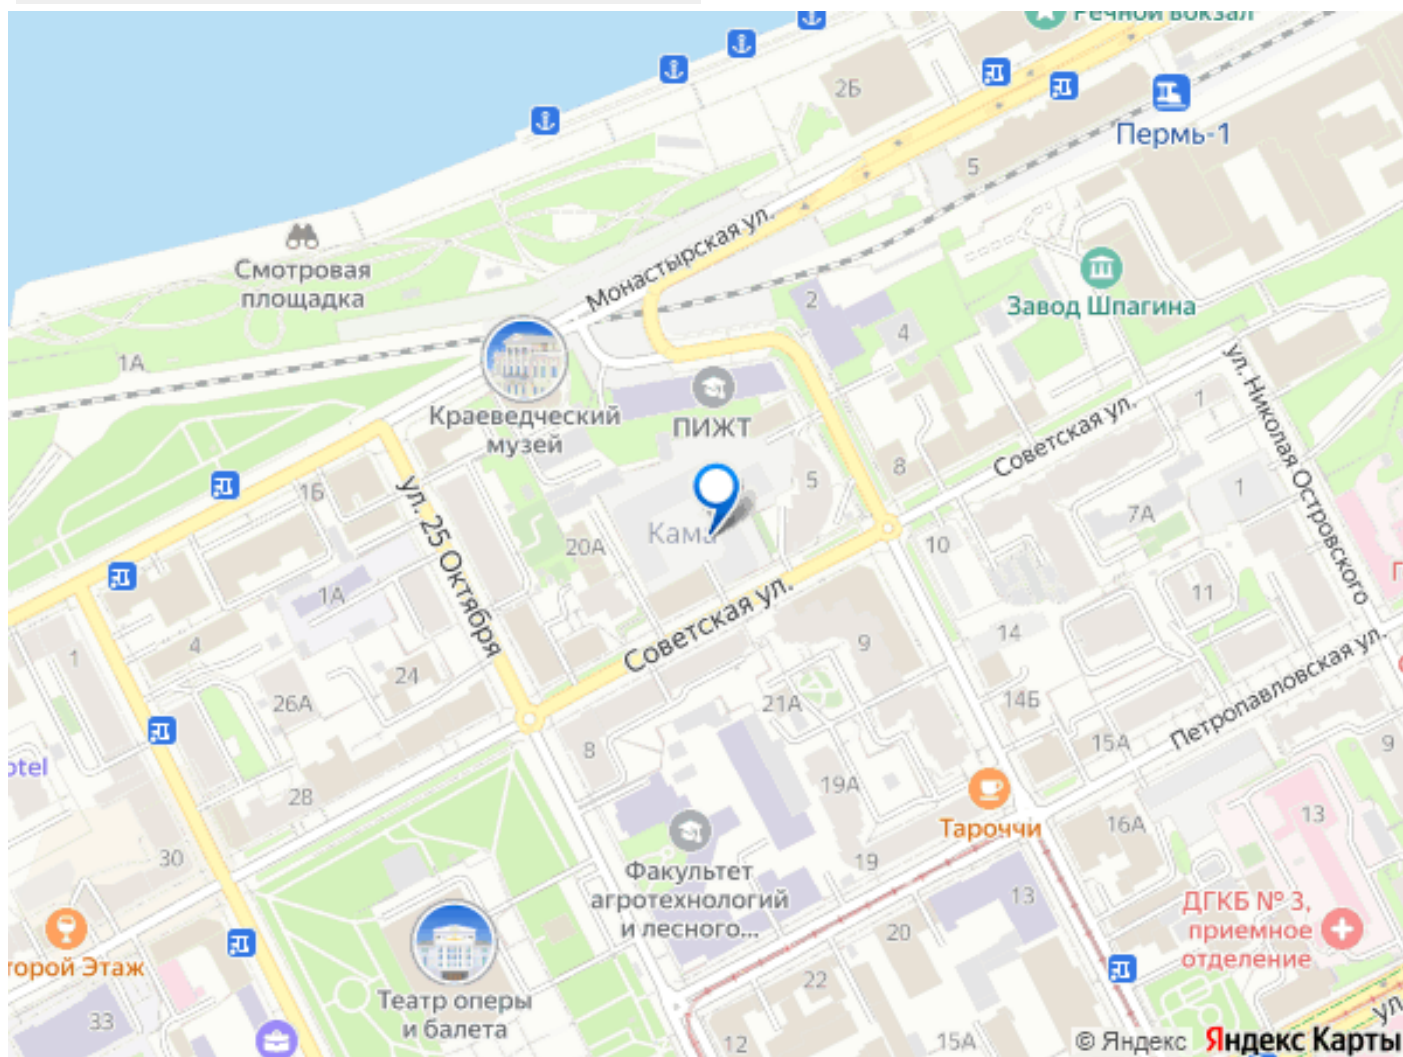 Речной вокзал
2Б
Пермь-1
5
Монастырская ул.
Смотровая
площадка
2
4
Завод Шпагина
1А
Краеведческий
музей
ПИЖТ
ул. Николая Островского
1
Советская ул.
8
5
1Б
ул. 25 Октября
Кама
20А
10
7А
1
1А
11
4
1
Советская ул.
9
14
24
26А
21А
14Б
Петропавловская ул.
15А
9
8
otel
28
19А
13
Тароччи
16А
30
19
Факультет
агротехнологий
и лесного...
13
ДГКБ № 3,
приемное
отделение
20
торой Этаж
22
Театр оперы
и балета
33
12
15А
ул
© Яндекс Яндекс Карты